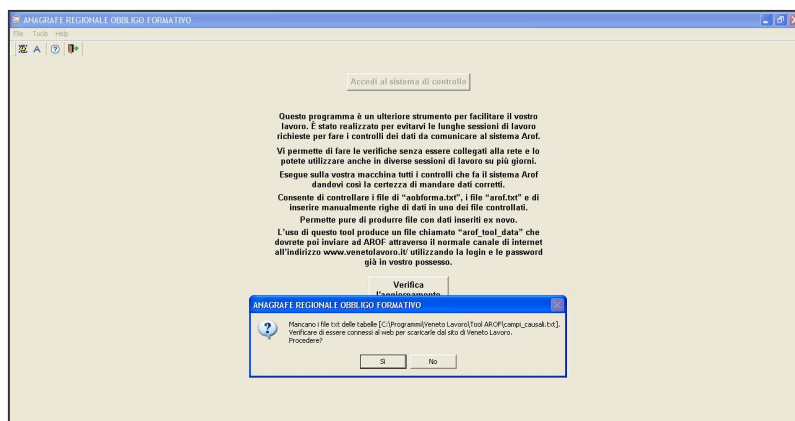 ANAGRAFE REGIONALE OBBLIGO FORMATIVO
File Tools Help
Accedi al sistema di controllo
Questo programma è un ulteriore strumento per facilitare il vostro
lavoro. È stato realizzato per evitarvi le lunghe sessioni di lavoro
richieste per fare i controlli dei dati da comunicare al sistema Arof.
Vi permette di fare le verifiche senza essere collegati alla rete e lo
potete utilizzare anche in diverse sessioni di lavoro su più giorni.
Esegue sulla vostra macchina tutti i controlli che fa il sistema Arof
dandovi così la certezza di mandare dati corretti.
Consente di controllare i file di “aobforma.txt”, i file “arof.txt” e di
inserire manualmente righe di dati in uno dei file controllati.
Permette pure di produrre file con dati inseriti ex novo.
L'uso di questo tool produce un file chiamato “arof_tool_data” che
dovrete poi inviare ad AROF attraverso il normale canale di internet
all'indirizzo www.venetolavoro.it/ utilizzando la login e le password
già in vostro possesso.
Verifica
l'aggiornamento
ANAGRAFE REGIONALE OBBLIGO FORMATIVO
Mancano i file txt delle tabelle [C:\Programmi\Veneto Lavoro\Tool AROF\campi_causali.txt].
Verificare di essere connessi al web per scaricarle dal sito di Veneto Lavoro.
Procedere?
Sì No